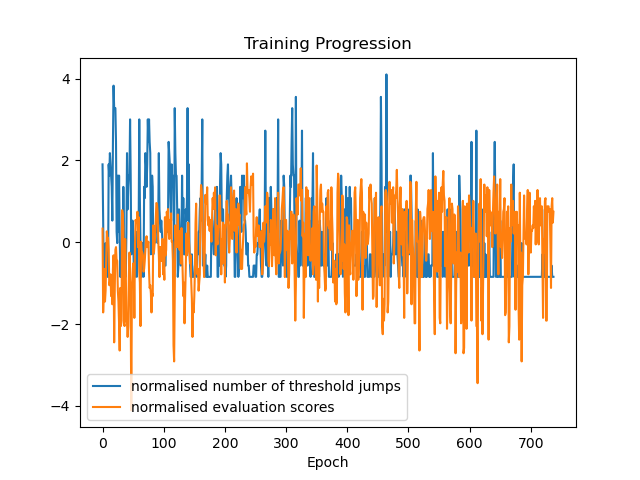 Training Progression
4
2
0
−2
−4
normalised number of threshold jumps
normalised evaluation scores
0 100 200 300 400 500 600 700
Epoch